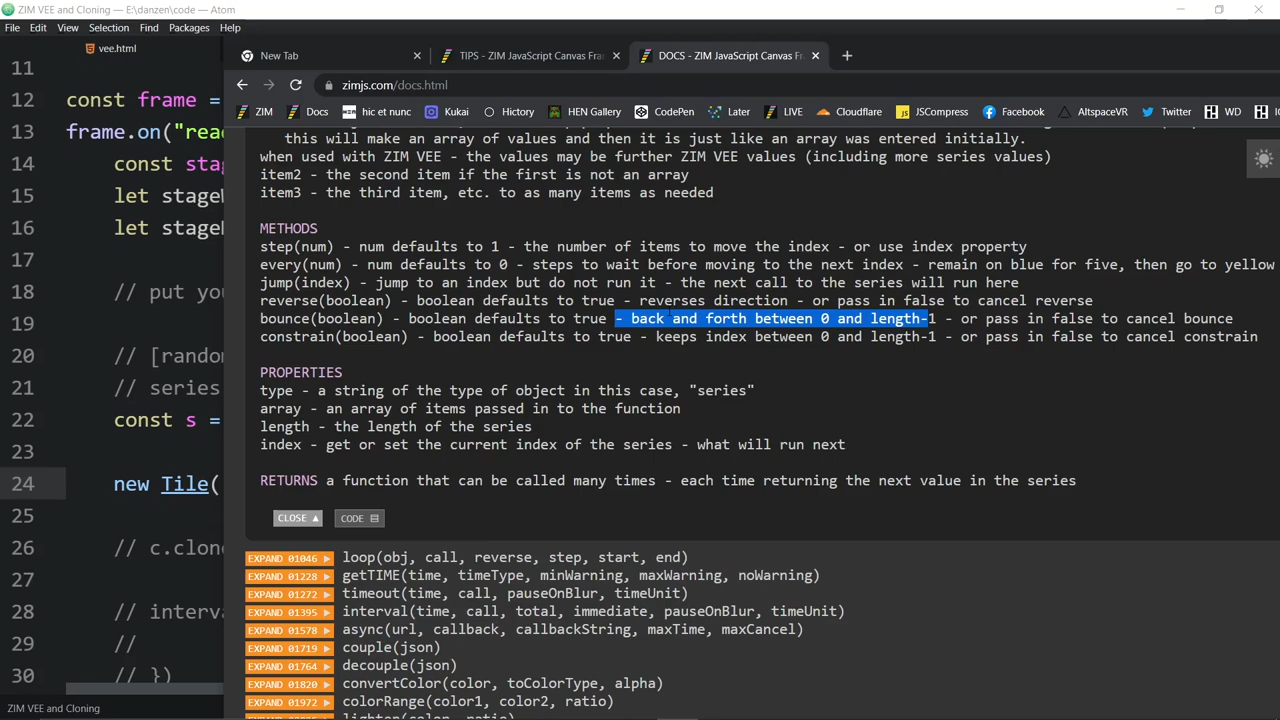 ZIM VEE and Cloning — ~\danzen\code — Atom
File Edit View Selection Find Packages Help
vee.html
11
12 const frame =
13 frame.on("read
14 const stag
15 let stageW
16 let stageH
17
18 // put you
19
20 // [random
21 // series
22 const s =
23
24 new Tile(
25
26 // c.clone
27
28 // interva
29 //
30 // })
ZIM VEE and Cloning
New Tab
TIPS - ZIM JavaScript Canvas Fra
DOCS - ZIM JavaScript Canvas F
zimjs.com/docs.html
ZIM Docs hic et nunc Kukai Hictory HEN Gallery CodePen Later LIVE Cloudflare JSCompress Facebook AltspaceVR Twitter WD
this will make an array of values and then it is just like an array was entered initially.
when used with ZIM VEE - the values may be further ZIM VEE values (including more series values)
item2 - the second item if the first is not an array
item3 - the third item, etc. to as many items as needed
METHODS
step(num) - num defaults to 1 - the number of items to move the index - or use index property
every(num) - num defaults to 0 - steps to wait before moving to the next index - remain on blue for five, then go to yellow
jump(index) - jump to an index but do not run it - the next call to the series will run here
reverse(boolean) - boolean defaults to true - reverses direction - or pass in false to cancel reverse
bounce(boolean) - boolean defaults to true - back and forth between 0 and length-1 - or pass in false to cancel bounce
constrain(boolean) - boolean defaults to true - keeps index between 0 and length-1 - or pass in false to cancel constrain
PROPERTIES
type - a string of the type of object in this case, "series"
array - an array of items passed in to the function
length - the length of the series
index - get or set the current index of the series - what will run next
RETURNS a function that can be called many times - each time returning the next value in the series
CLOSE ▲ CODE
EXPAND 01046 ▶ loop(obj, call, reverse, step, start, end)
EXPAND 01228 ▶ getTIME(time, timeType, minWarning, maxWarning, noWarning)
EXPAND 01272 ▶ timeout(time, call, pauseOnBlur, timeUnit)
EXPAND 01395 ▶ interval(time, call, total, immediate, pauseOnBlur, timeUnit)
EXPAND 01578 ▶ async(url, callback, callbackString, maxTime, maxCancel)
EXPAND 01719 ▶ couple(json)
EXPAND 01764 ▶ decouple(json)
EXPAND 01820 ▶ convertColor(color, toColorType, alpha)
EXPAND 01972 ▶ colorRange(color1, color2, ratio)